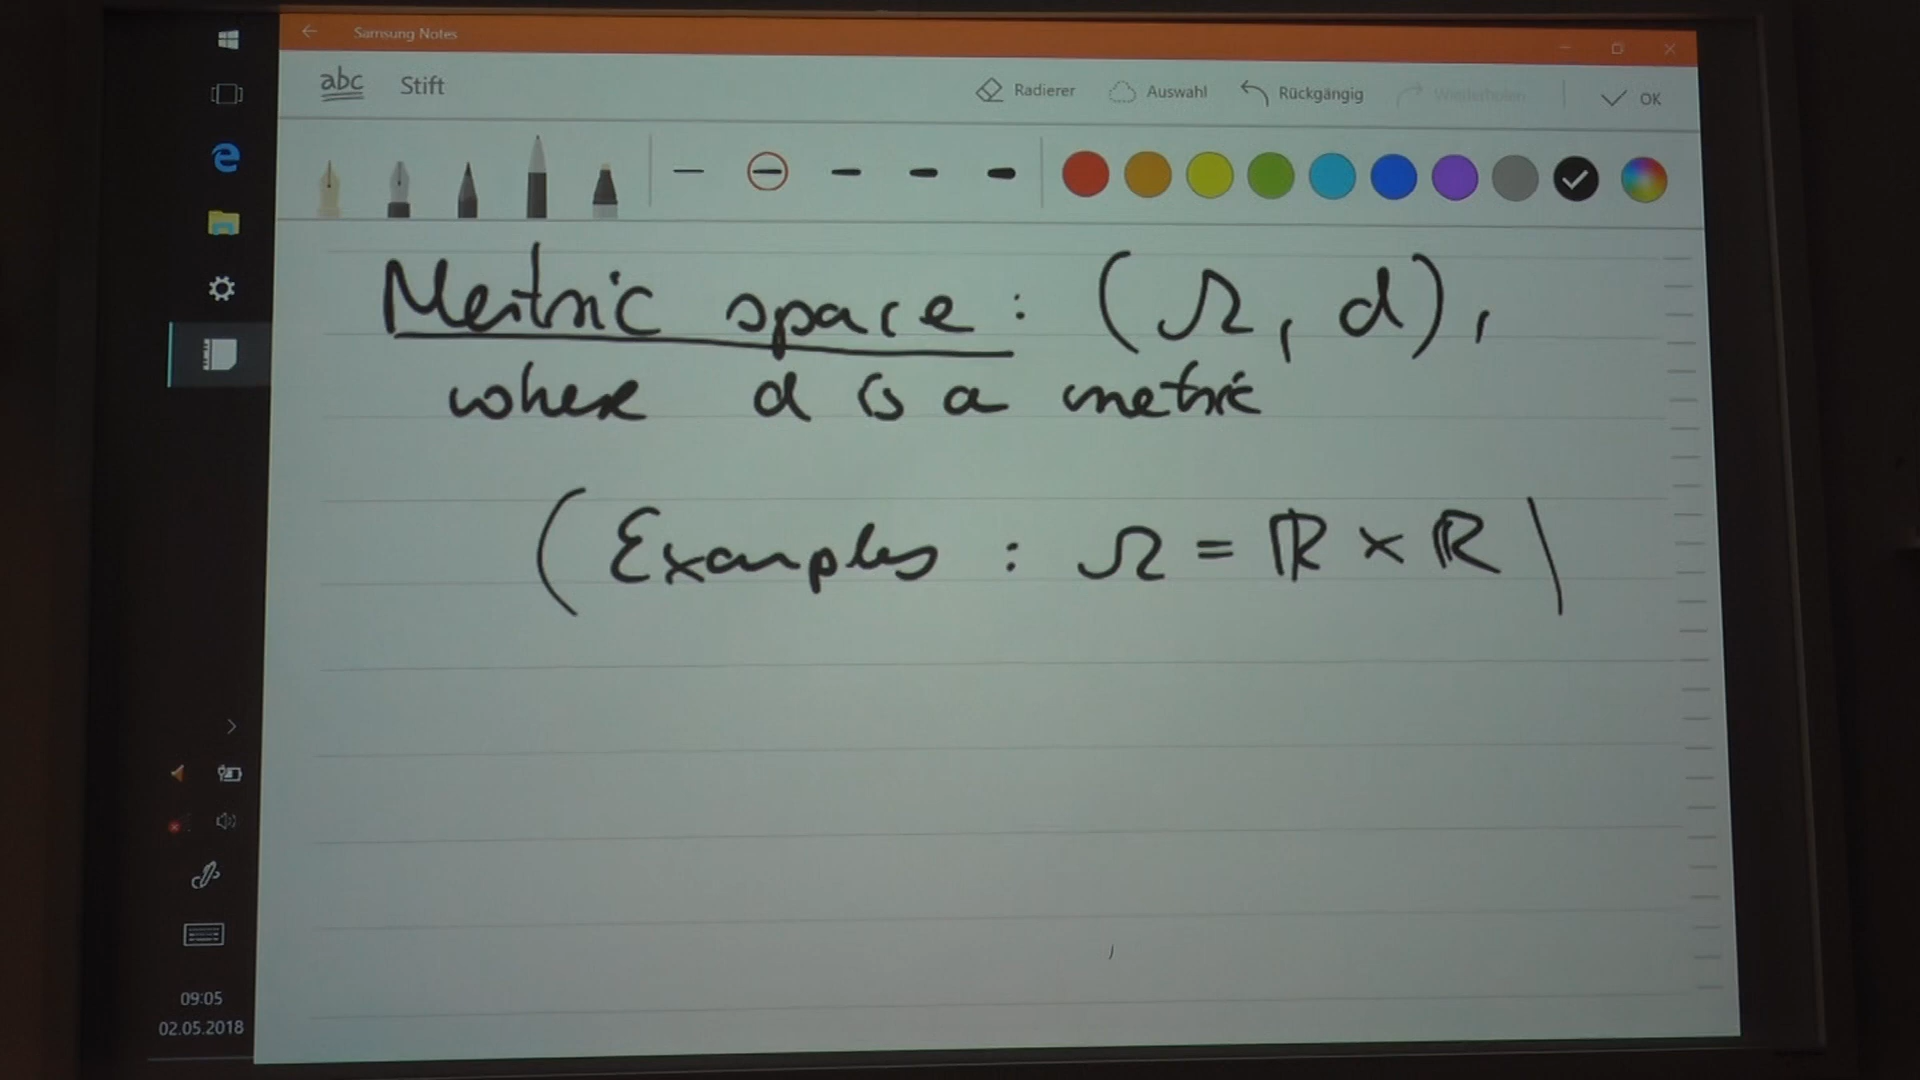 Samsung Notes
abc Stift Radierer Auswahl Rückgängig Wiederholen OK
Metric space : (Ω, d),
where d is a metric
(Examples : Ω = ℝ × ℝ \
09:05
02.05.2018